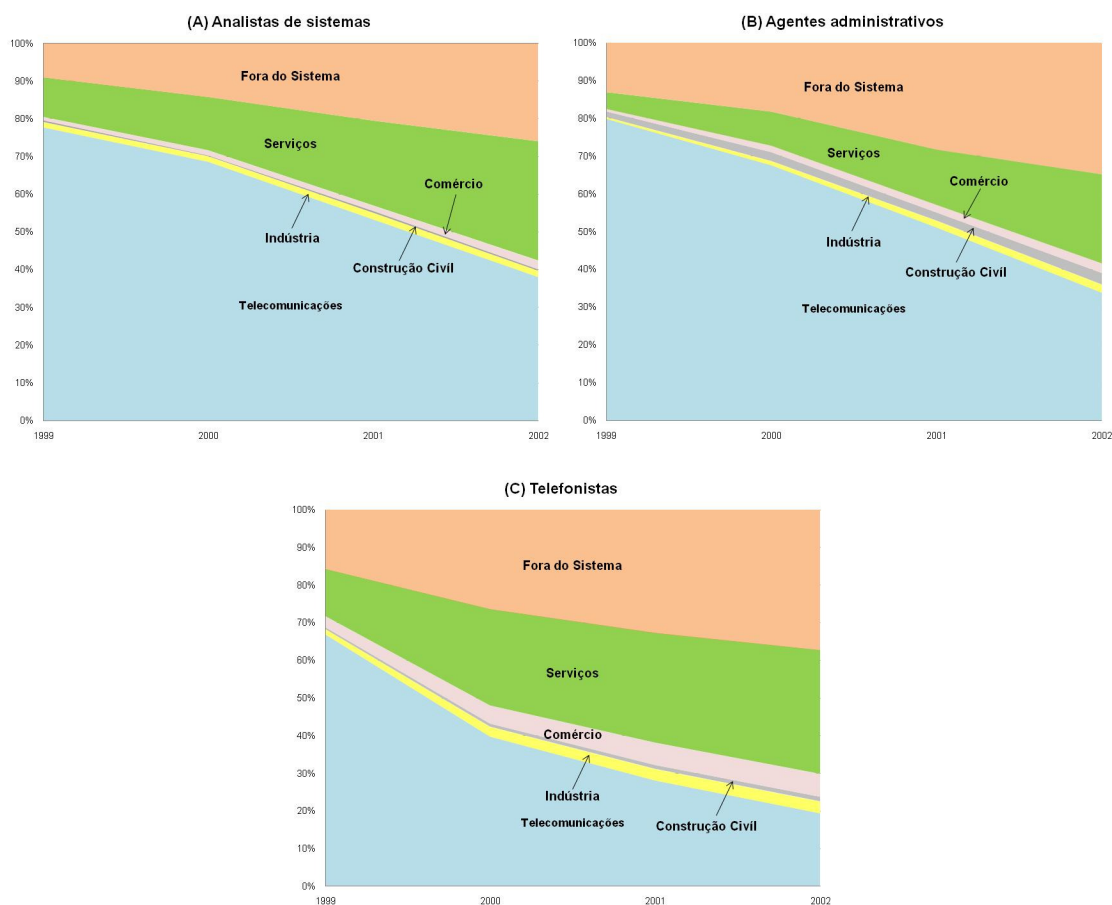 (A) Analistas de sistemas
100%
90%
80%
70%
60%
50%
40%
30%
20%
10%
0%
Fora do Sistema
Serviços
Comércio
Indústria
Construção Civíl
Telecomunicações
1999 2000 2001 2002
(B) Agentes administrativos
100%
90%
80%
70%
60%
50%
40%
30%
20%
10%
0%
Fora do Sistema
Serviços
Comércio
Indústria
Construção Civíl
Telecomunicações
1999 2000 2001 2002
(C) Telefonistas
100%
90%
80%
70%
60%
50%
40%
30%
20%
10%
0%
Fora do Sistema
Serviços
Comércio
Indústria
Telecomunicações
Construção Civíl
1999 2000 2001 2002